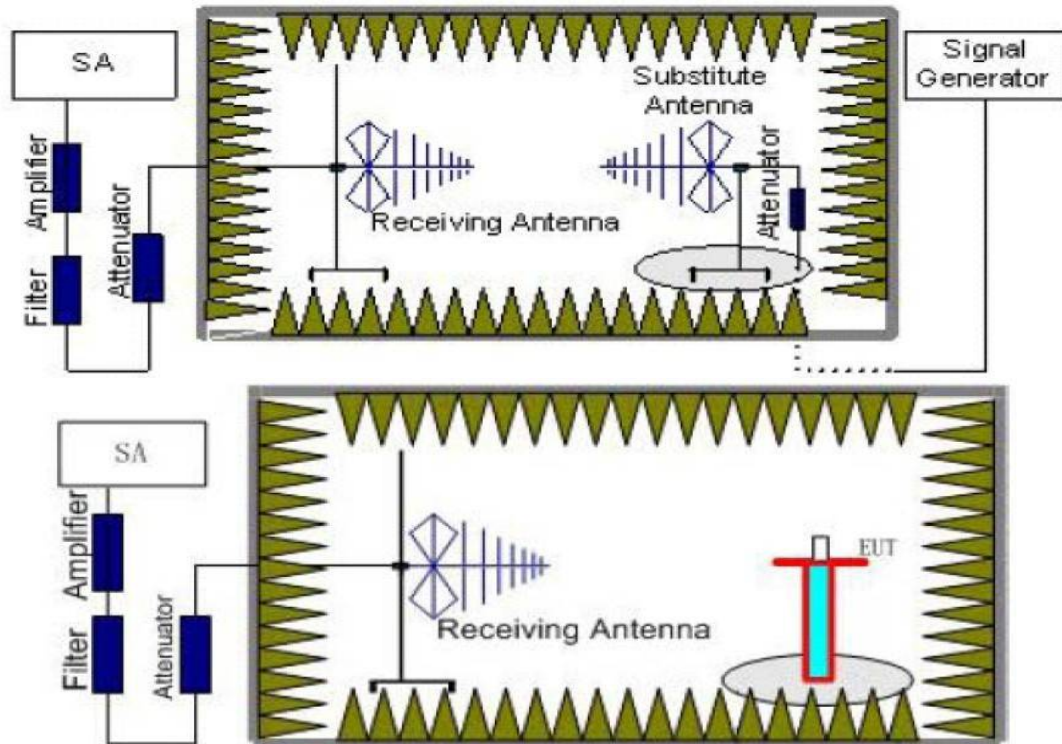 SA
Signal
Generator
Substitute
Antenna
Amplifier
Attenuator
Filter
Receiving Antenna
Attenuator
SA
Amplifier
EUT
Filter
Attenuator
Receiving Antenna